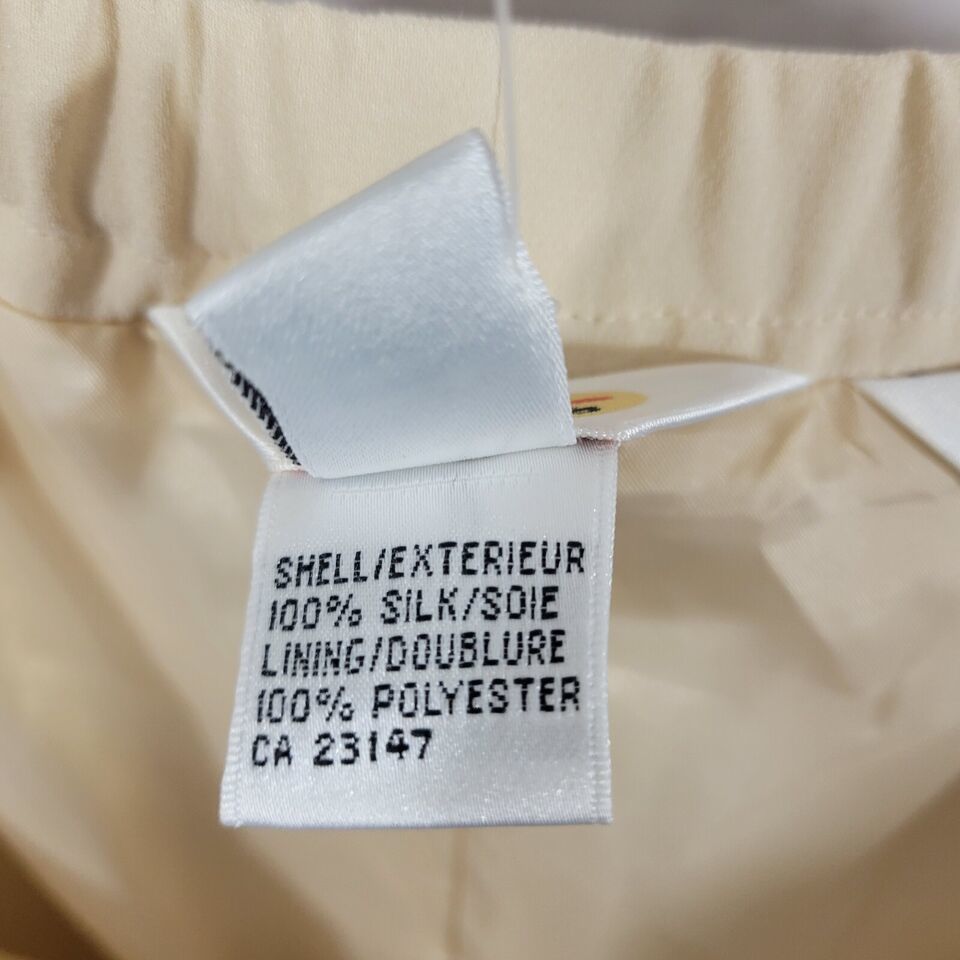 SHELL/EXTERIEUR
100% SILK/SOIE
LINING/DOUBLURE
100% POLYESTER
CA 23147